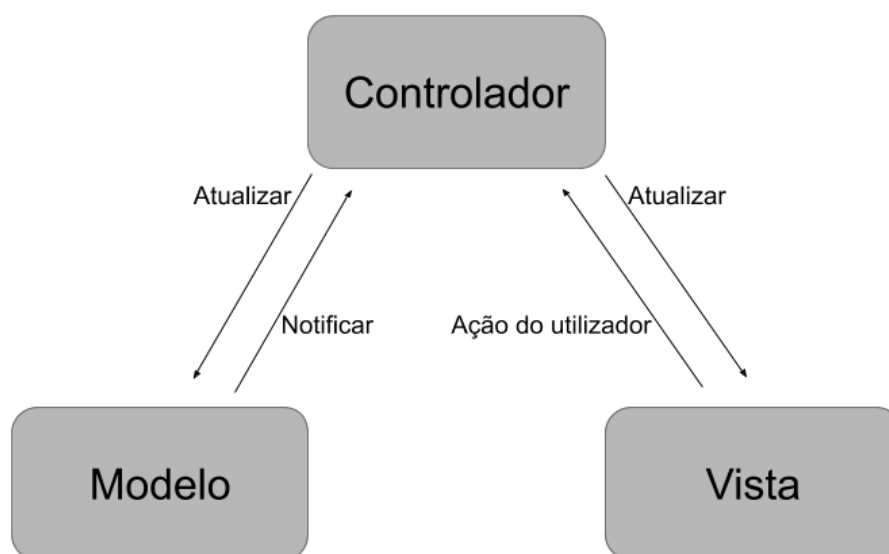 Controlador
Atualizar
Atualizar
Notificar
Ação do utilizador
Modelo
Vista